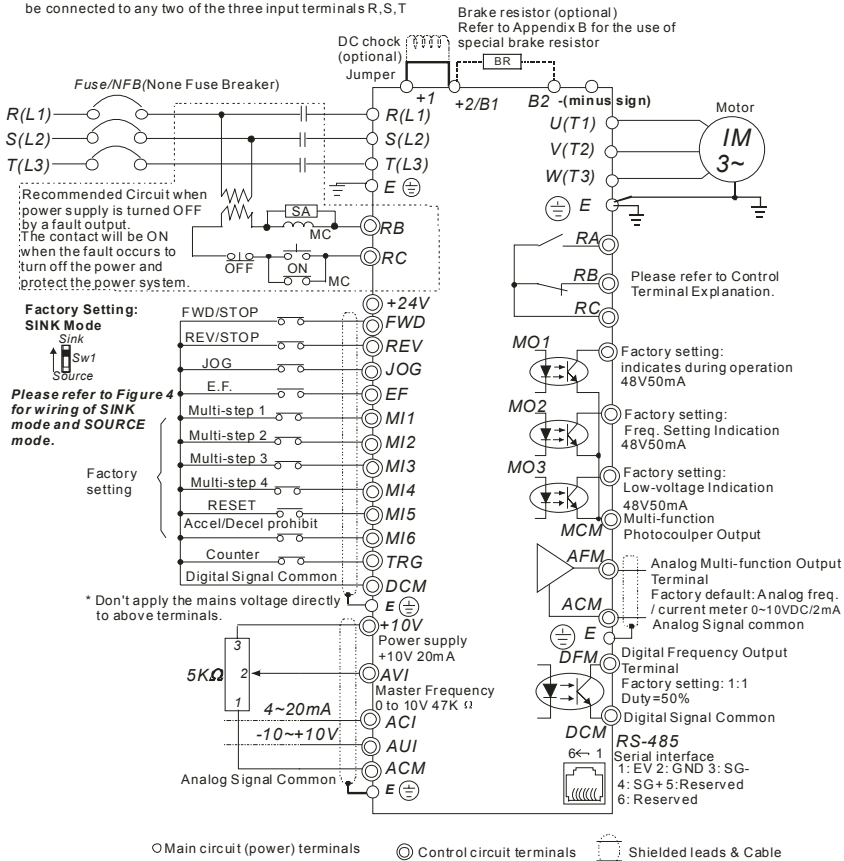 be connected to any two of the three input terminals R,S,T
Brake resistor (optional)
Refer to Appendix B for the use of
special brake resistor
DC chock
(optional)
Jumper
BR
Fuse/NFB(None Fuse Breaker)
+1
+2/B1
B2
-(minus sign)
Motor
R(L1)
R(L1)
U(T1)
IM
3~
S(L2)
S(L2)
V(T2)
T(L3)
T(L3)
W(T3)
E
E
Recommended Circuit when
power supply is turned OFF
by a fault output.
The contact will be ON
when the fault occurs to
turn off the power and
protect the power system.
SA
MC
RB
OFF
ON
MC
RC
RA
RB
RC
Please refer to Control
Terminal Explanation.
Factory Setting:
SINK Mode
Sink
Sw1
Source
Please refer to Figure 4
for wiring of SINK
mode and SOURCE
mode.
Factory
setting
+24V
FWD/STOP
FWD
REV/STOP
REV
JOG
JOG
E.F.
EF
Multi-step 1
MI1
Multi-step 2
MI2
Multi-step 3
MI3
Multi-step 4
MI4
RESET
MI5
Accel/Decel prohibit
MI6
Counter
TRG
Digital Signal Common
DCM
* Don't apply the mains voltage directly
to above terminals.
E
MO1
Factory setting:
indicates during operation
48V50mA
MO2
Factory setting:
Freq. Setting Indication
48V50mA
MO3
Factory setting:
Low-voltage Indication
48V50mA
MCM
Multi-function
Photocoulper Output
AFM
Analog Multi-function Output
Terminal
Factory default: Analog freq.
/ current meter 0~10VDC/2mA
ACM
Analog Signal common
E
+10V
Power supply
+10V 20mA
3
5KΩ
2
1
AVI
Master Frequency
0 to 10V 47K Ω
4~20mA
ACI
-10~+10V
AUI
ACM
Analog Signal Common
E
DFM
Digital Frequency Output
Terminal
Factory setting: 1:1
Duty=50%
DCM
Digital Signal Common
RS-485
Serial interface
6← 1
1: EV 2: GND 3: SG-
4: SG+ 5:Reserved
6: Reserved
Main circuit (power) terminals
Control circuit terminals
Shielded leads & Cable